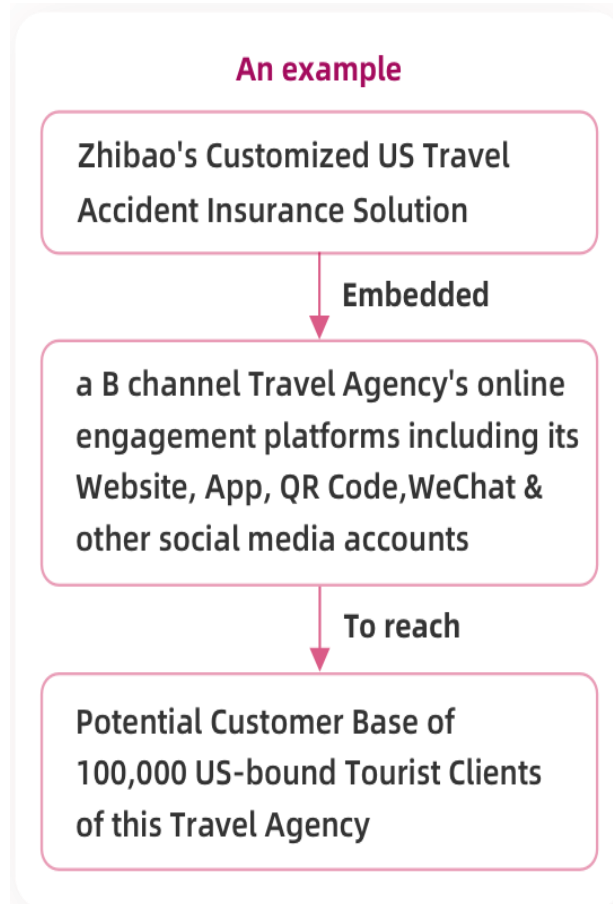 An example
Zhibao's Customized US Travel
Accident Insurance Solution
Embedded
a B channel Travel Agency's online
engagement platforms including its
Website, App, QR Code,WeChat &
other social media accounts
To reach
Potential Customer Base of
100,000 US-bound Tourist Clients
of this Travel Agency